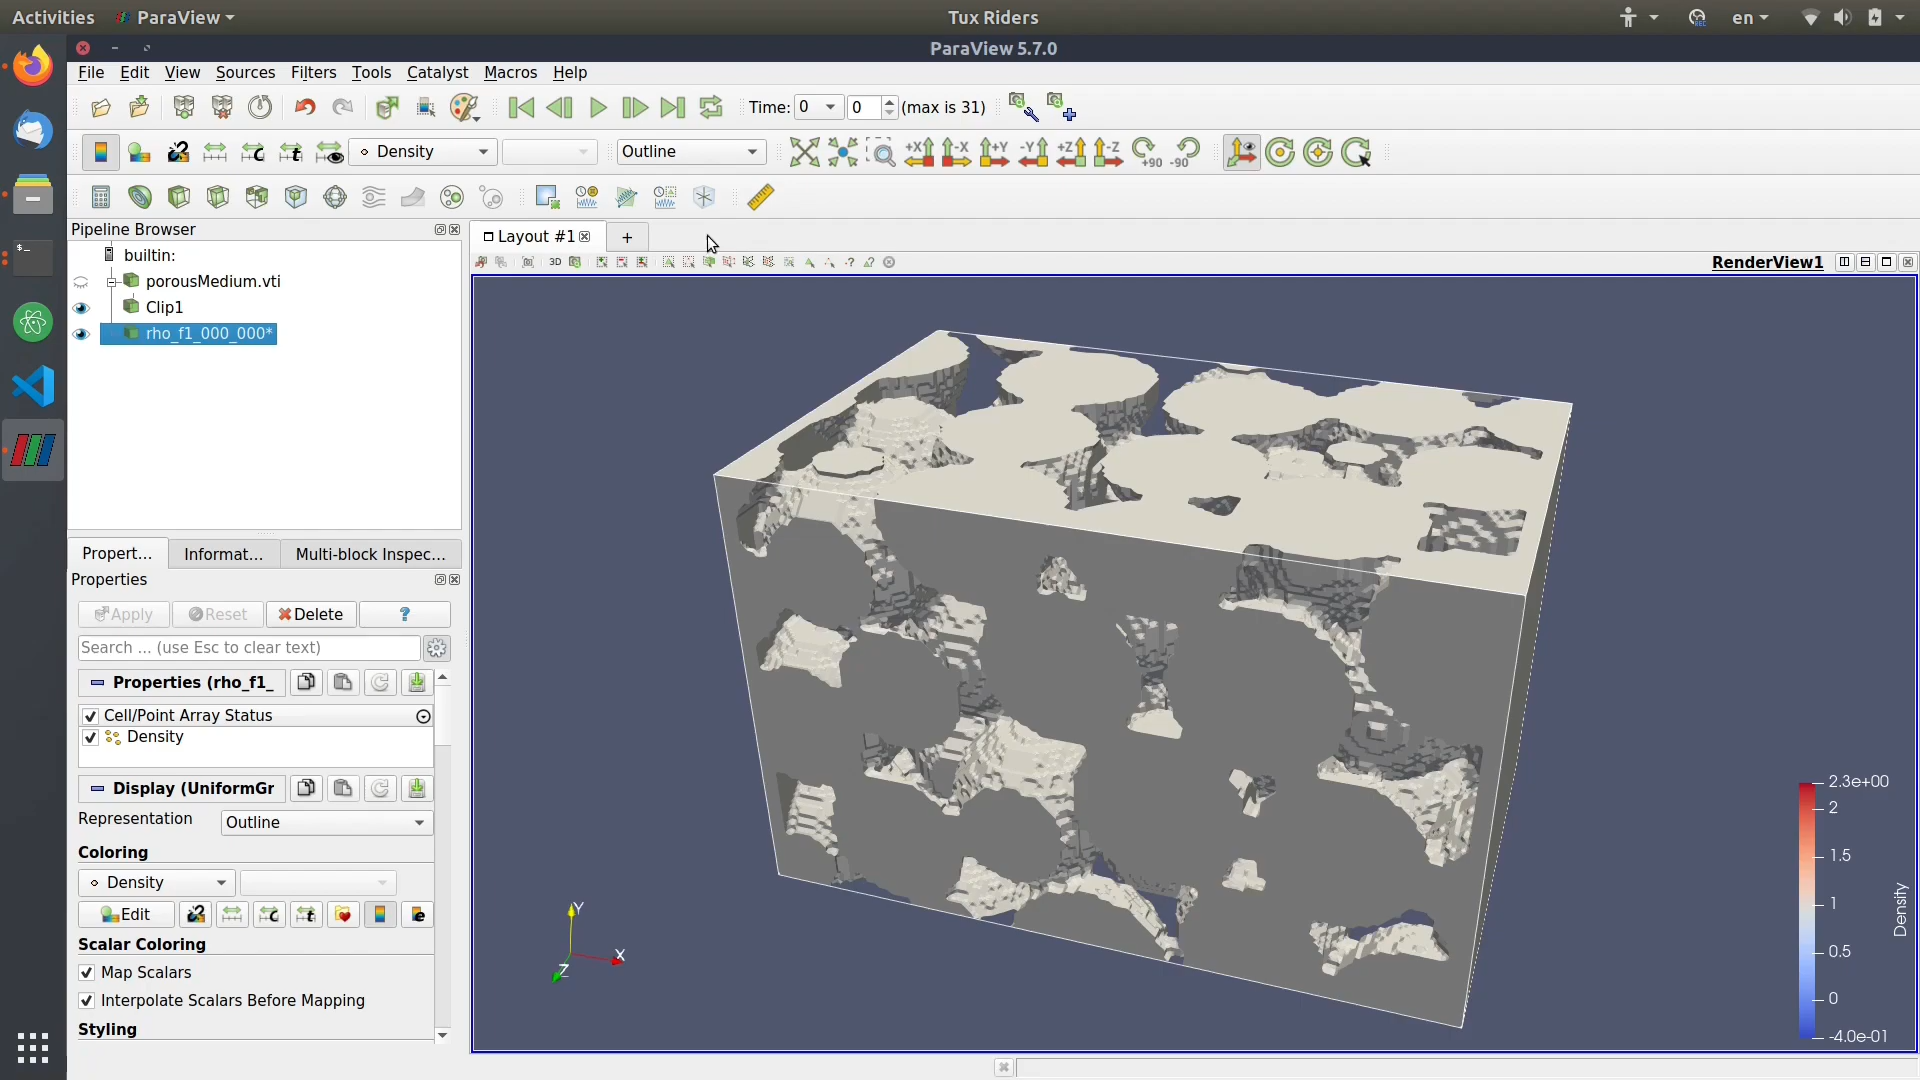 Activities ParaView Tux Riders en
ParaView 5.7.0
File Edit View Sources Filters Tools Catalyst Macros Help
Time: 0 0 (max is 31)
Density Outline +X -X +Y -Y +Z -Z +90 -90
Pipeline Browser
Layout #1 +
builtin:
3D RenderView1
porousMedium.vti
Clip1
rho_f1_000_000*
Propert... Informat... Multi-block Inspec...
Properties
Apply Reset Delete ?
Search ... (use Esc to clear text)
Properties (rho_f1_
Cell/Point Array Status
Density
Display (UniformGr
Representation Outline
Coloring
Density
Edit
Scalar Coloring
Map Scalars
Interpolate Scalars Before Mapping
Styling
Y
X
Z
2.3e+00
2
1.5
1
0.5
0
-4.0e-01
Density